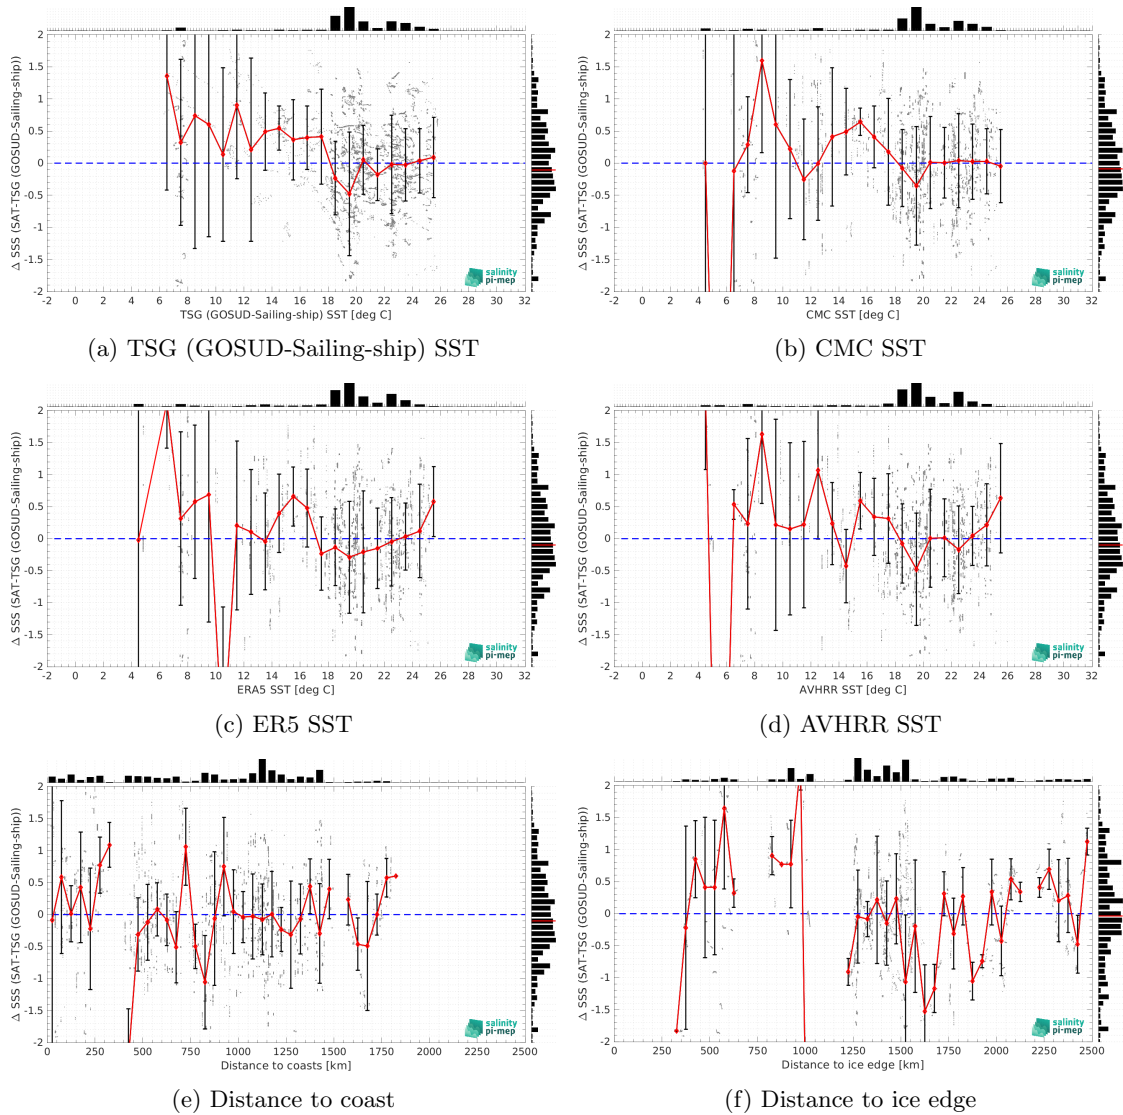 Δ SSS (SAT-TSG (GOSUD-Sailing-ship))
2
1.5
1
0.5
0
-0.5
-1
-1.5
-2
-2 0 2 4 6 8 10 12 14 16 18 20 22 24 26 28 30 32
TSG (GOSUD-Sailing-ship) SST [deg C]
salinity
pi-mep
(a) TSG (GOSUD-Sailing-ship) SST
Δ SSS (SAT-TSG (GOSUD-Sailing-ship))
2
1.5
1
0.5
0
-0.5
-1
-1.5
-2
-2 0 2 4 6 8 10 12 14 16 18 20 22 24 26 28 30 32
CMC SST [deg C]
salinity
pi-mep
(b) CMC SST
Δ SSS (SAT-TSG (GOSUD-Sailing-ship))
2
1.5
1
0.5
0
-0.5
-1
-1.5
-2
-2 0 2 4 6 8 10 12 14 16 18 20 22 24 26 28 30 32
ERA5 SST [deg C]
salinity
pi-mep
(c) ER5 SST
Δ SSS (SAT-TSG (GOSUD-Sailing-ship))
2
1.5
1
0.5
0
-0.5
-1
-1.5
-2
-2 0 2 4 6 8 10 12 14 16 18 20 22 24 26 28 30 32
AVHRR SST [deg C]
salinity
pi-mep
(d) AVHRR SST
Δ SSS (SAT-TSG (GOSUD-Sailing-ship))
2
1.5
1
0.5
0
-0.5
-1
-1.5
-2
0 250 500 750 1000 1250 1500 1750 2000 2250 2500
Distance to coasts [km]
salinity
pi-mep
(e) Distance to coast
Δ SSS (SAT-TSG (GOSUD-Sailing-ship))
2
1.5
1
0.5
0
-0.5
-1
-1.5
-2
0 250 500 750 1000 1250 1500 1750 2000 2250 2500
Distance to ice edge [km]
salinity
pi-mep
(f) Distance to ice edge